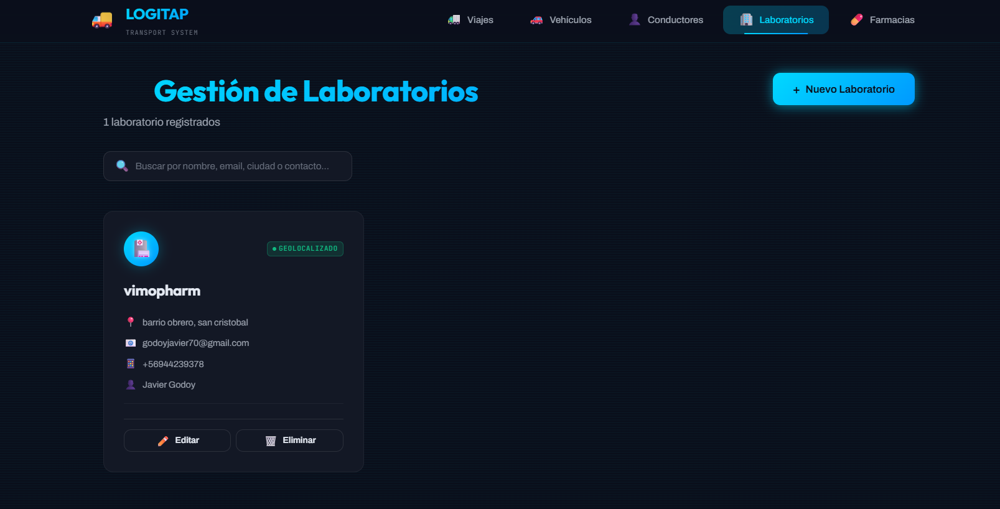 LOGITAP
TRANSPORT SYSTEM
Viajes
Vehículos
Conductores
Laboratorios
Farmacias
Gestión de Laboratorios
+ Nuevo Laboratorio
1 laboratorio registrados
Buscar por nombre, email, ciudad o contacto...
GEOLOCALIZADO
vimopharm
barrio obrero, san cristobal
godoyjavier70@gmail.com
+56944239378
Javier Godoy
Editar
Eliminar